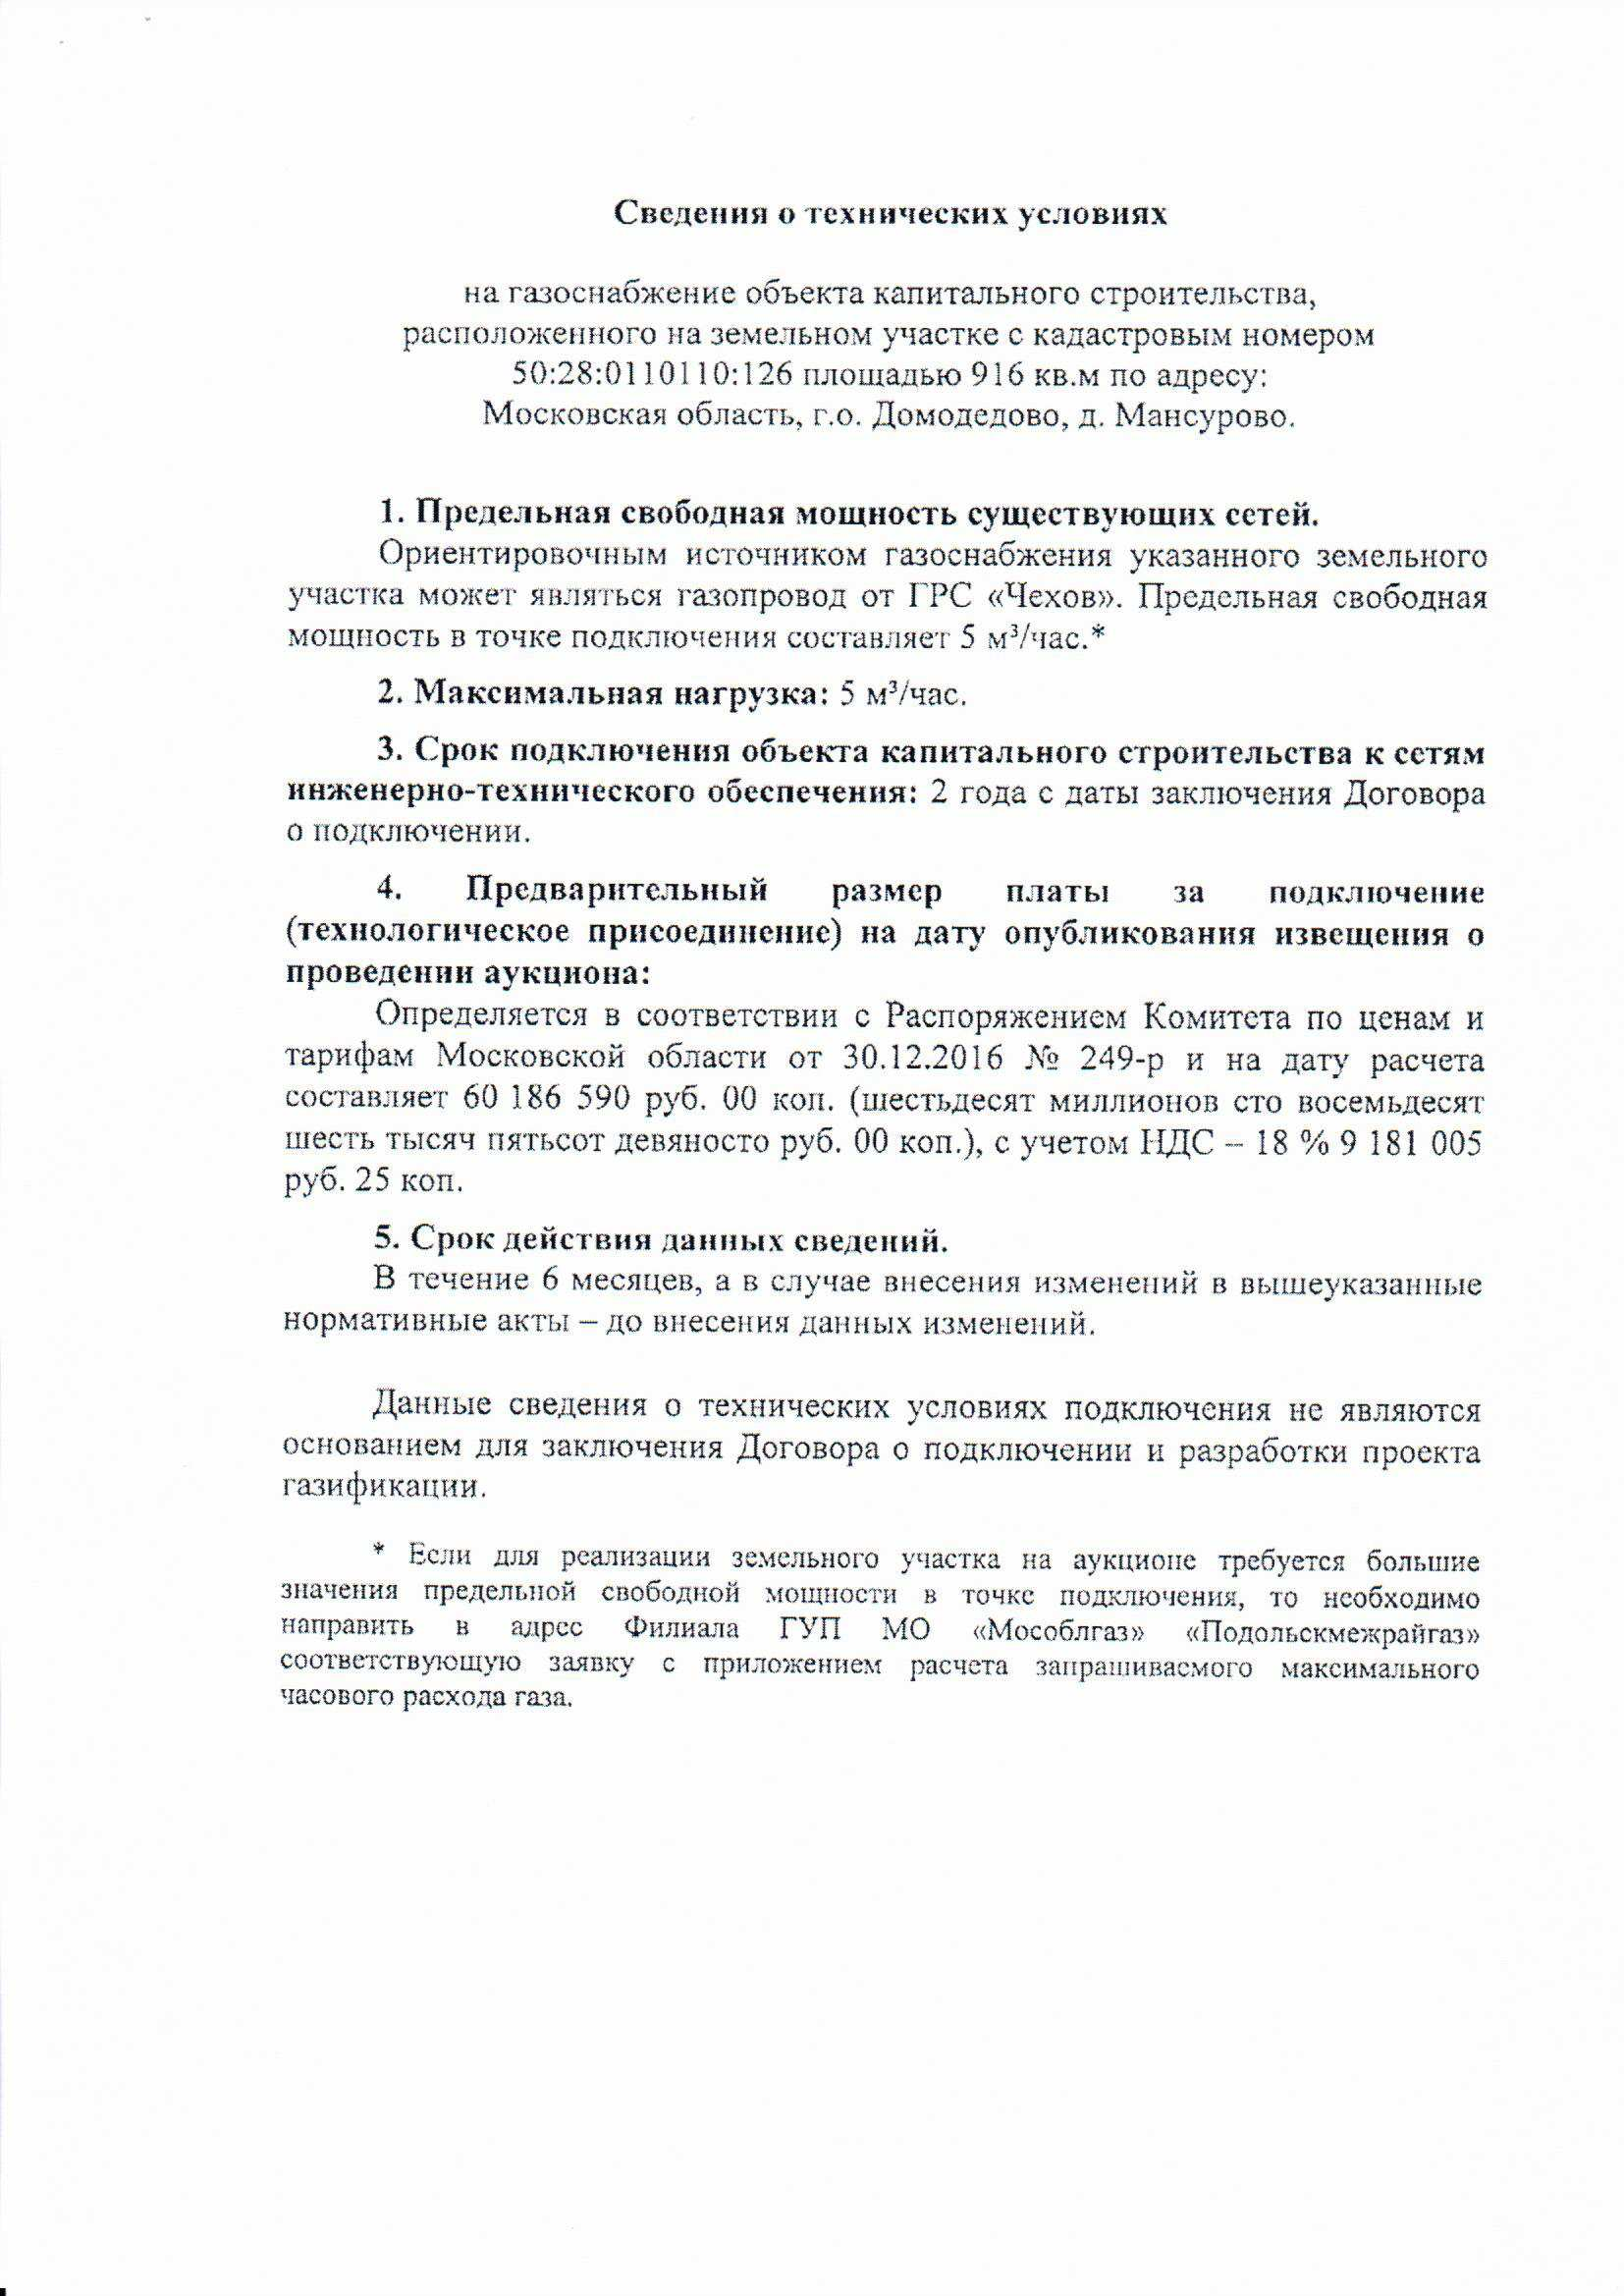 Сведения о технических условиях
на газоснабжение объекта капитального строительства,
расположенного на земельном участке с кадастровым номером
50:28:0110110:126 площадью 916 кв.м по адресу:
Московская область, г.о. Домодедово, д. Мансурово.
1. Предельная свободная мощность существующих сетей.
Ориентировочным источником газоснабжения указанного земельного
участка может являться газопровод от ГРС «Чехов». Предельная свободная
мощность в точке подключения составляет 5 м³/час.*
2. Максимальная нагрузка: 5 м³/час.
3. Срок подключения объекта капитального строительства к сетям
инженерно-технического обеспечения: 2 года с даты заключения Договора
о подключении.
4. Предварительный размер платы за подключение
(технологическое присоединение) на дату опубликования извещения о
проведении аукциона:
Определяется в соответствии с Распоряжением Комитета по ценам и
тарифам Московской области от 30.12.2016 № 249-р и на дату расчета
составляет 60 186 590 руб. 00 коп. (шестьдесят миллионов сто восемьдесят
шесть тысяч пятьсот девяносто руб. 00 коп.), с учетом НДС – 18 % 9 181 005
руб. 25 коп.
5. Срок действия данных сведений.
В течение 6 месяцев, а в случае внесения изменений в вышеуказанные
нормативные акты – до внесения данных изменений.
Данные сведения о технических условиях подключения не являются
основанием для заключения Договора о подключении и разработки проекта
газификации.
* Если для реализации земельного участка на аукционе требуется большие
значения предельной свободной мощности в точке подключения, то необходимо
направить в адрес Филиала ГУП МО «Мособлгаз» «Подольскмежрайгаз»
соответствующую заявку с приложением расчета запрашиваемого максимального
часового расхода газа.